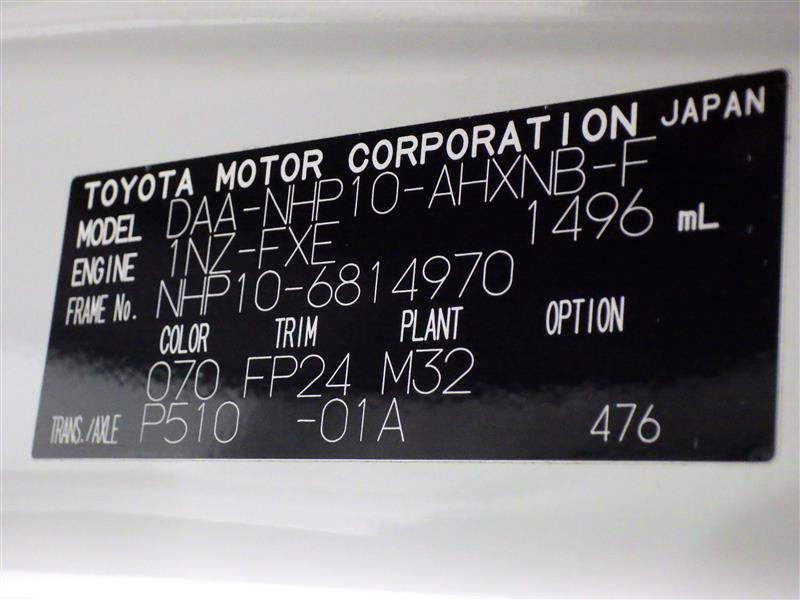 TOYOTA MOTOR CORPORATION JAPAN
MODEL DAA-NHP10-AHXNB-F
ENGINE 1NZ-FXE 1496 mL
FRAME No. NHP10-6814970
COLOR TRIM PLANT OPTION
070 FP24 M32
TRANS./AXLE P510 -01A 476